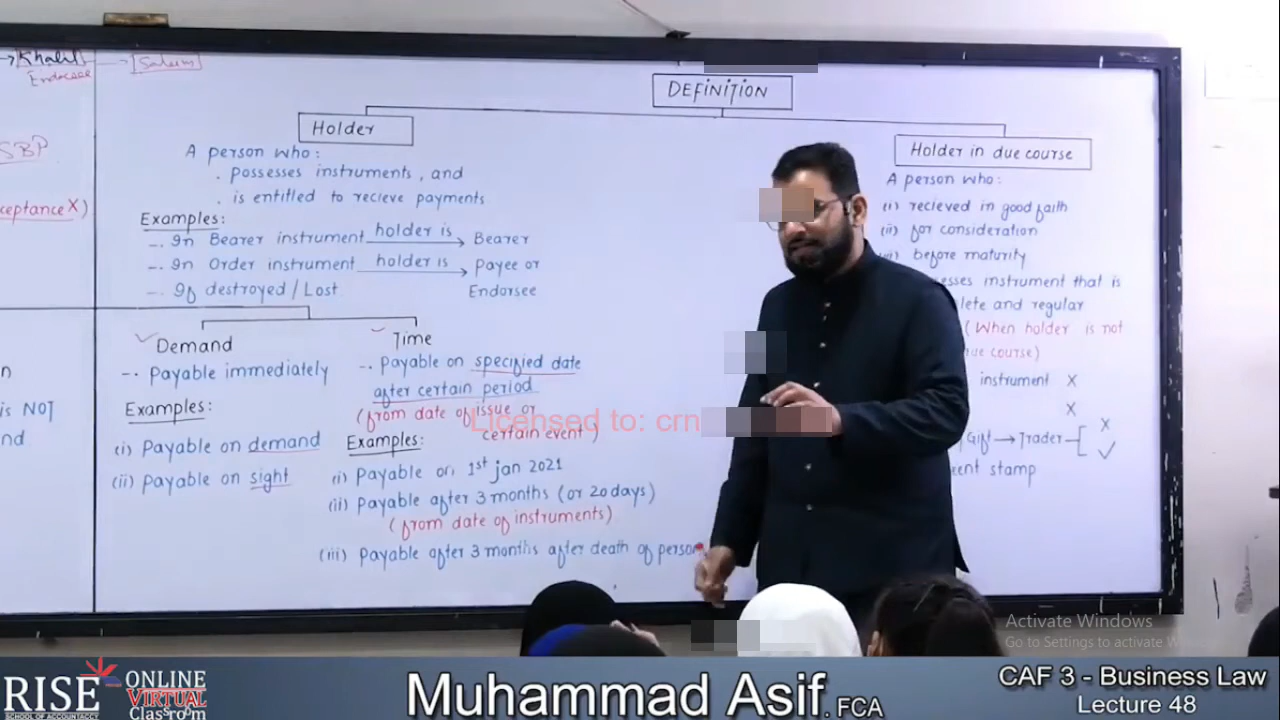 Khalil
Endorsee
Saleem
SBP
acceptance X)
n
is NOT
nd
DEFINITION
Holder
A person who:
. possesses instruments, and
. is entitled to recieve payments
Examples:
-. In Bearer instrument holder is → Bearer
-. In Order instrument holder is → Payee or
Endorsee
-. If destroyed / Lost
Demand
-. Payable immediately
Examples:
(i) Payable on demand
(ii) Payable on sight
Time
-. Payable on specified date
after certain period
(from date of issue or
certain event)
Examples:
(i) Payable on 1st jan 2021
(ii) Payable after 3 months (or 20 days)
(from date of instruments)
(iii) Payable after 3 months after death of person
Holder in due course
A person who:
(i) recieved in good faith
(ii) for consideration
before maturity
esses instrument that is
lete and regular
(When holder is not
due course)
instrument X
X
Gift → Trader X
✓
stamp
Licensed to: crn
Activate Windows
Go to Settings to activate W
RISE
SCHOOL OF ACCOUNTANCY
ONLINE
VIRTUAL
Classroom
Muhammad Asif. FCA
CAF 3 - Business Law
Lecture 48